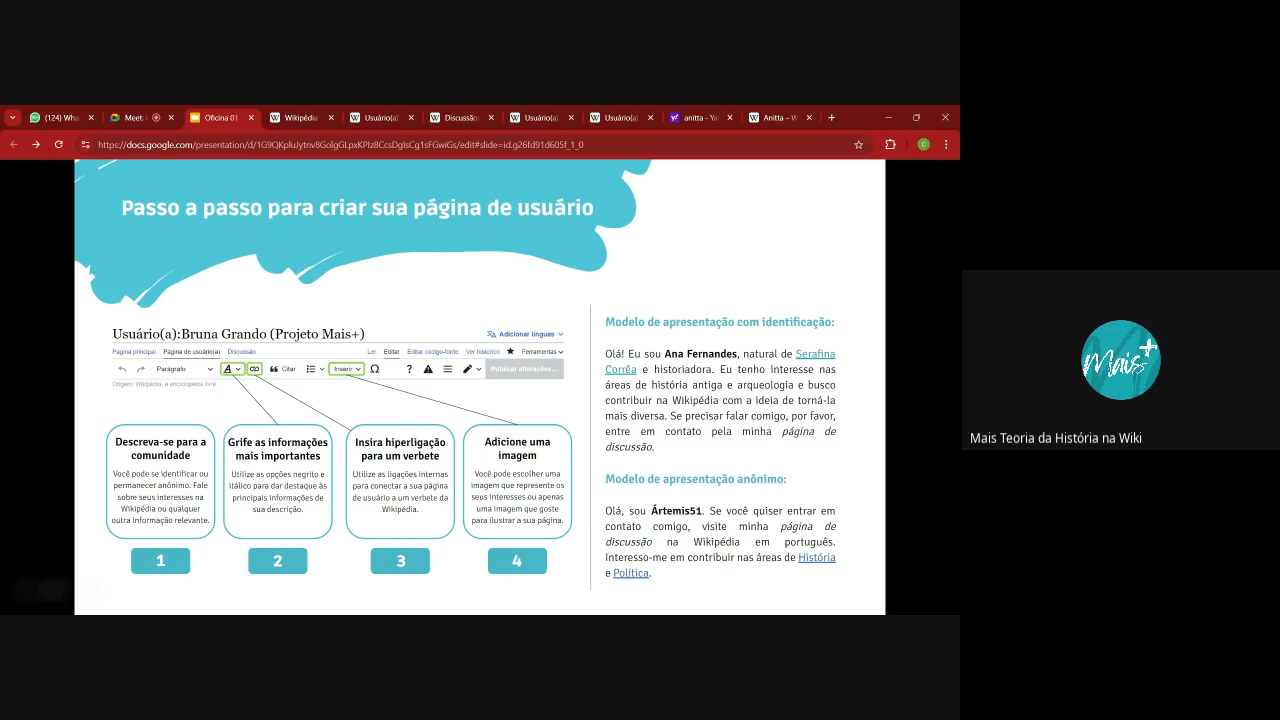 (124) Wha
Meet:
Oficina 01
Wikipédia
Usuário(a)
Discussão
Usuário(a)
Usuário(a)
anitta - Ya
Anitta – W
https://docs.google.com/presentation/d/1G9QKpIuJytnv8GolgGLpxKPIz8CcsDgIsCg1sFGwiGs/edit#slide=id.g26fd91d605f_1_0
C
Passo a passo para criar sua página de usuário
Usuário(a):Bruna Grando (Projeto Mais+)
Adicionar línguas
Página principal Página de usuário(a) Discussão Ler Editar Editar código-fonte Ver histórico Ferramentas
Parágrafo A Citar Inserir Ω ? Publicar alterações...
Origem: Wikipédia, a enciclopédia livre.
Descreva-se para a
comunidade
Você pode se identificar ou
permanecer anônimo. Fale
sobre seus interesses na
Wikipédia ou qualquer
outra informação relevante.
1
Grife as informações
mais importantes
Utilize as opções negrito e
itálico para dar destaque às
principais informações de
sua descrição.
2
Insira hiperligação
para um verbete
Utilize as ligações internas
para conectar a sua página
de usuário a um verbete da
Wikipédia.
3
Adicione uma
imagem
Você pode escolher uma
imagem que represente os
seus interesses ou apenas
uma imagem que goste
para ilustrar a sua página.
4
Modelo de apresentação com identificação:
Olá! Eu sou Ana Fernandes, natural de Serafina
Corrêa e historiadora. Eu tenho interesse nas
áreas de história antiga e arqueologia e busco
contribuir na Wikipédia com a ideia de torná-la
mais diversa. Se precisar falar comigo, por favor,
entre em contato pela minha página de
discussão.
Modelo de apresentação anônimo:
Olá, sou Ártemis51. Se você quiser entrar em
contato comigo, visite minha página de
discussão na Wikipédia em português.
Interesso-me em contribuir nas áreas de História
e Política.
Mais+
Mais Teoria da História na Wiki